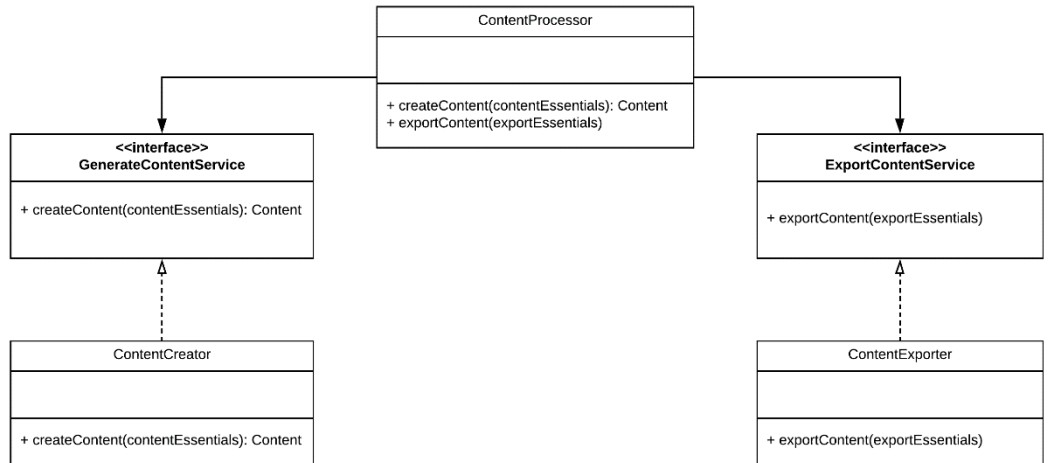 ContentProcessor
+ createContent(contentEssentials): Content
+ exportContent(exportEssentials)
<<interface>>
GenerateContentService
+ createContent(contentEssentials): Content
<<interface>>
ExportContentService
+ exportContent(exportEssentials)
ContentCreator
+ createContent(contentEssentials): Content
ContentExporter
+ exportContent(exportEssentials)